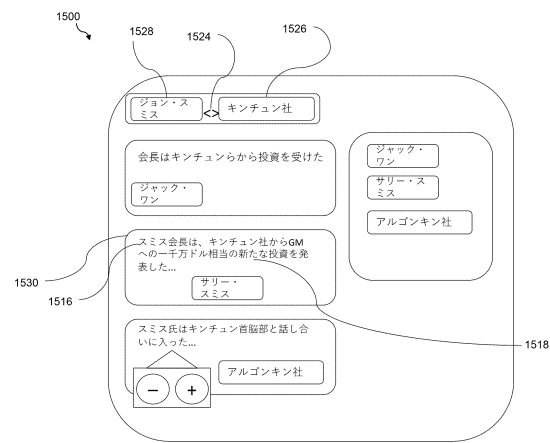 1500
1528
1524
1526
ジョン・ス
ミス
<>
キンチュン社
会長はキンチュンらから投資を受けた
ジャック・
ワン
ジャック・
ワン
サリー・ス
ミス
アルゴンキン社
スミス会長は、キンチュン社からGM
への一千万ドル相当の新たな投資を発
表した...
サリー・
スミス
1530
1516
1518
スミス氏はキンチュン首脳部と話し合
いに入った...
アルゴンキン社
− +